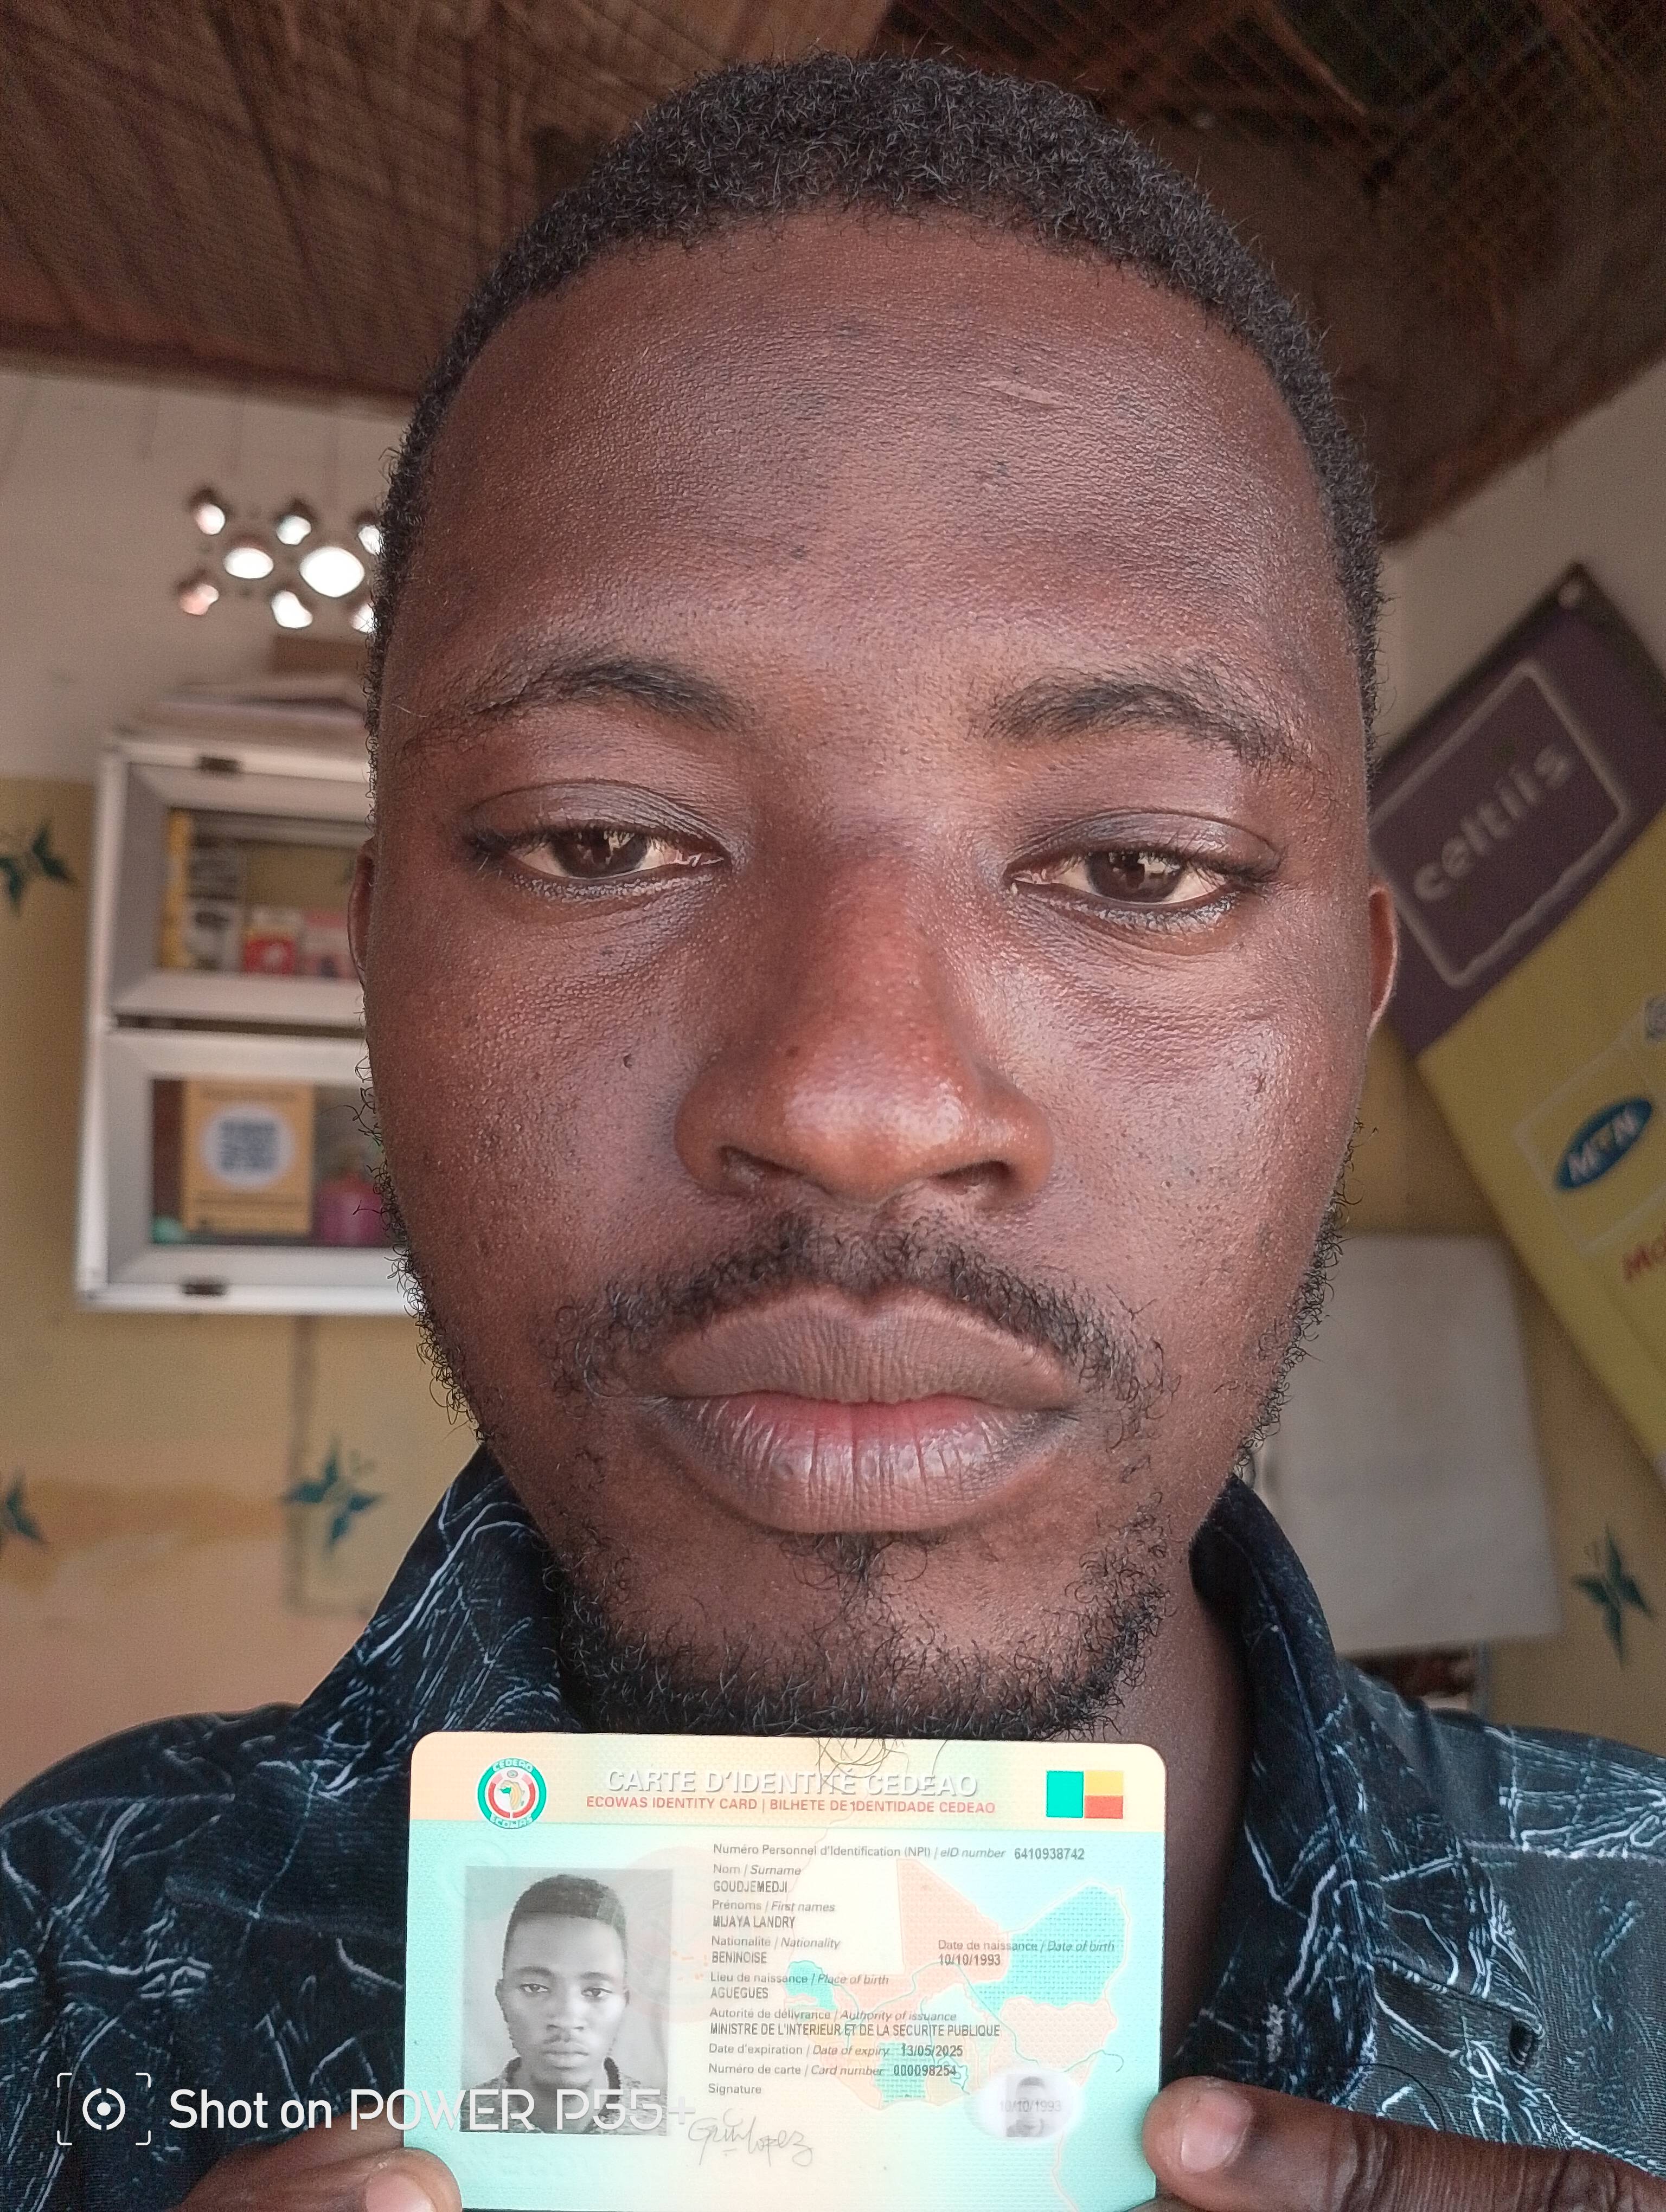 celtiis
MTN
CEDEAO
ECOWAS
CARTE D'IDENTITÉ CEDEAO
ECOWAS IDENTITY CARD | BILHETE DE IDENTIDADE CEDEAO
Numéro Personnel d'Identification (NPI) / eID number 6410938742
Nom / Surname
GOUDJEMEDJI
Prénoms / First names
MIJAYA LANDRY
Nationalité / Nationality
BENINOISE
Date de naissance / Date of birth
10/10/1993
Lieu de naissance / Place of birth
AGUEGUES
Autorité de délivrance / Authority of issuance
MINISTRE DE L'INTERIEUR ET DE LA SECURITE PUBLIQUE
Date d'expiration / Date of expiry 13/05/2025
Numéro de carte / Card number 000098254
Signature
10/10/1993
Shot on POWER P55+